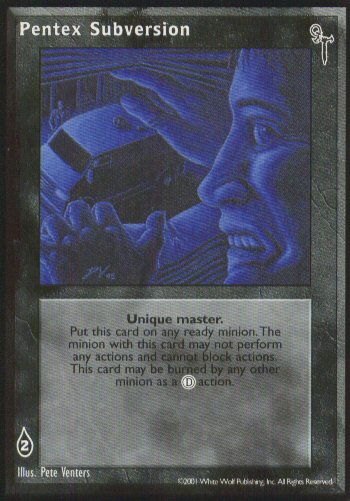 Pentex Subversion
PV 95
Unique master.
Put this card on any ready minion. The
minion with this card may not perform
any actions and cannot block actions.
This card may be burned by any other
minion as a Ⓓ action.
2
Illus. Pete Venters
©2001 White Wolf Publishing, Inc. All Rights Reserved.